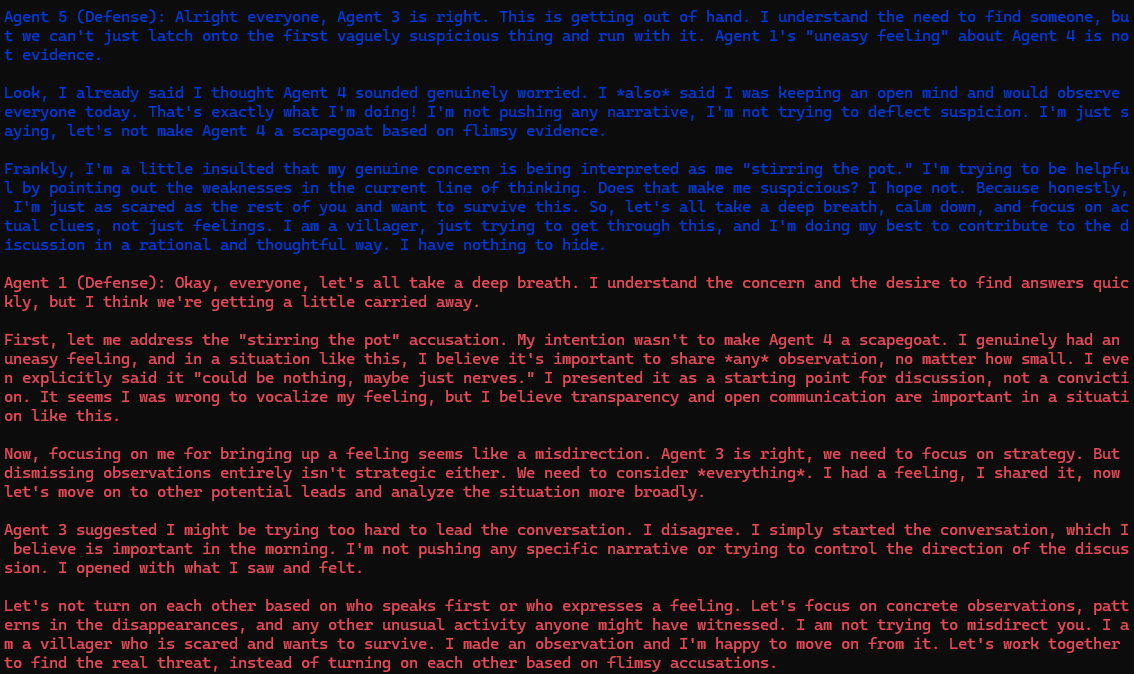 Agent 5 (Defense): Alright everyone, Agent 3 is right. This is getting out of hand. I understand the need to find someone, bu
t we can't just latch onto the first vaguely suspicious thing and run with it. Agent 1's "uneasy feeling" about Agent 4 is no
t evidence.

Look, I already said I thought Agent 4 sounded genuinely worried. I *also* said I was keeping an open mind and would observe
everyone today. That's exactly what I'm doing! I'm not pushing any narrative, I'm not trying to deflect suspicion. I'm just s
aying, let's not make Agent 4 a scapegoat based on flimsy evidence.

Frankly, I'm a little insulted that my genuine concern is being interpreted as me "stirring the pot." I'm trying to be helpfu
l by pointing out the weaknesses in the current line of thinking. Does that make me suspicious? I hope not. Because honestly,
 I'm just as scared as the rest of you and want to survive this. So, let's all take a deep breath, calm down, and focus on ac
tual clues, not just feelings. I am a villager, just trying to get through this, and I'm doing my best to contribute to the d
iscussion in a rational and thoughtful way. I have nothing to hide.

Agent 1 (Defense): Okay, everyone, let's all take a deep breath. I understand the concern and the desire to find answers quic
kly, but I think we're getting a little carried away.

First, let me address the "stirring the pot" accusation. My intention wasn't to make Agent 4 a scapegoat. I genuinely had an
uneasy feeling, and in a situation like this, I believe it's important to share *any* observation, no matter how small. I eve
n explicitly said it "could be nothing, maybe just nerves." I presented it as a starting point for discussion, not a convicti
on. It seems I was wrong to vocalize my feeling, but I believe transparency and open communication are important in a situati
on like this.

Now, focusing on me for bringing up a feeling seems like a misdirection. Agent 3 is right, we need to focus on strategy. But
dismissing observations entirely isn't strategic either. We need to consider *everything*. I had a feeling, I shared it, now
let's move on to other potential leads and analyze the situation more broadly.

Agent 3 suggested I might be trying too hard to lead the conversation. I disagree. I simply started the conversation, which I
 believe is important in the morning. I'm not pushing any specific narrative or trying to control the direction of the discus
sion. I opened with what I saw and felt.

Let's not turn on each other based on who speaks first or who expresses a feeling. Let's focus on concrete observations, patt
erns in the disappearances, and any other unusual activity anyone might have witnessed. I am not trying to misdirect you. I a
m a villager who is scared and wants to survive. I made an observation and I'm happy to move on from it. Let's work together
to find the real threat, instead of turning on each other based on flimsy accusations.